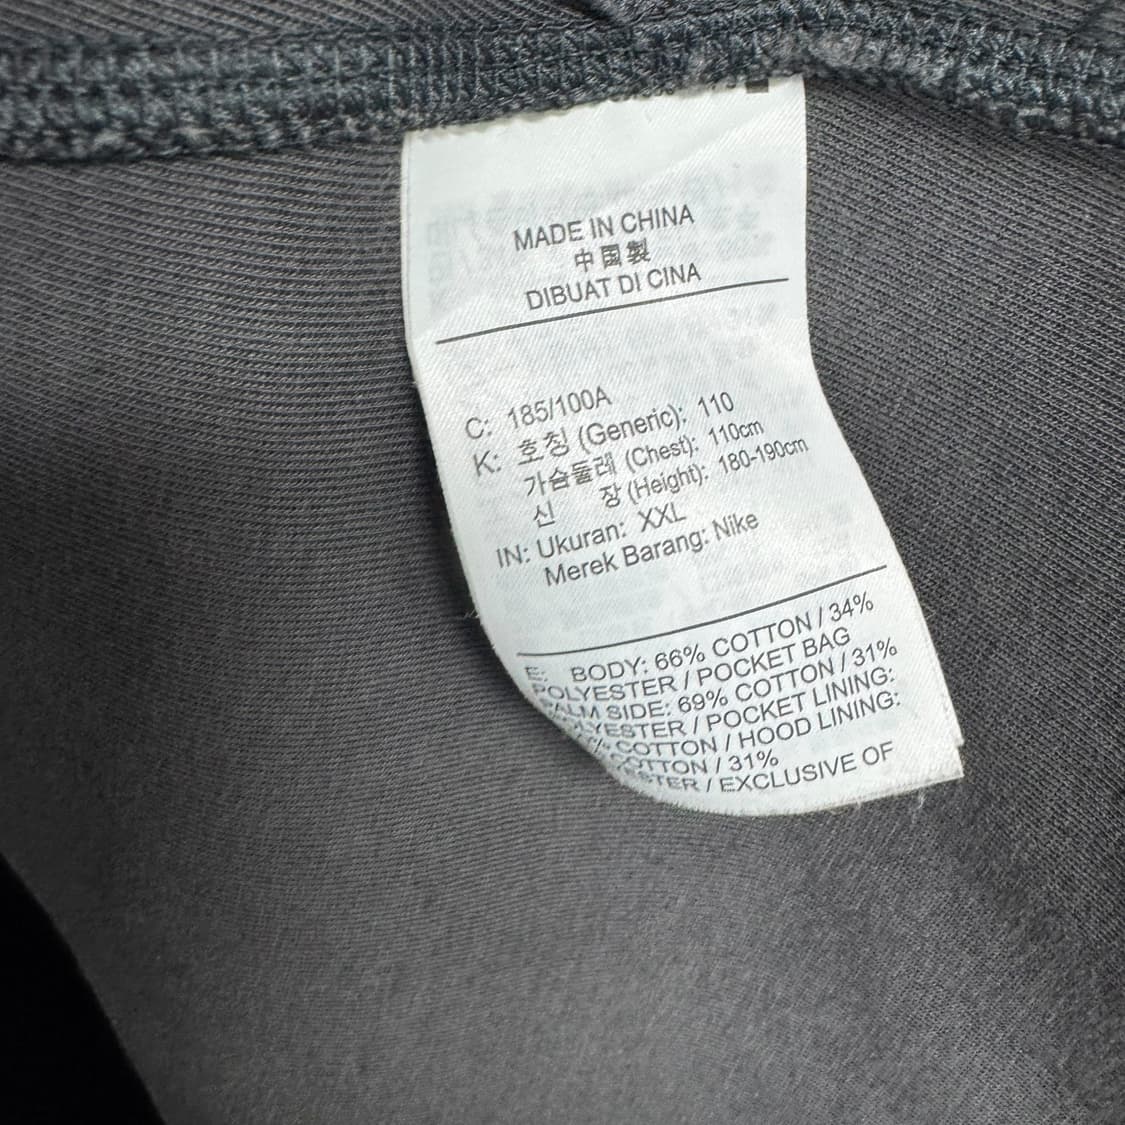 MADE IN CHINA
中国製
DIBUAT DI CINA
C: 185/100A
K: 호칭 (Generic): 110
가슴둘레 (Chest): 110cm
신 장 (Height): 180-190cm
IN: Ukuran: XXL
Merek Barang: Nike
E: BODY: 66% COTTON / 34%
POLYESTER / POCKET BAG
PALM SIDE: 69% COTTON / 31%
POLYESTER / POCKET LINING:
% COTTON / HOOD LINING:
COTTON / 31%
POLYESTER / EXCLUSIVE OF